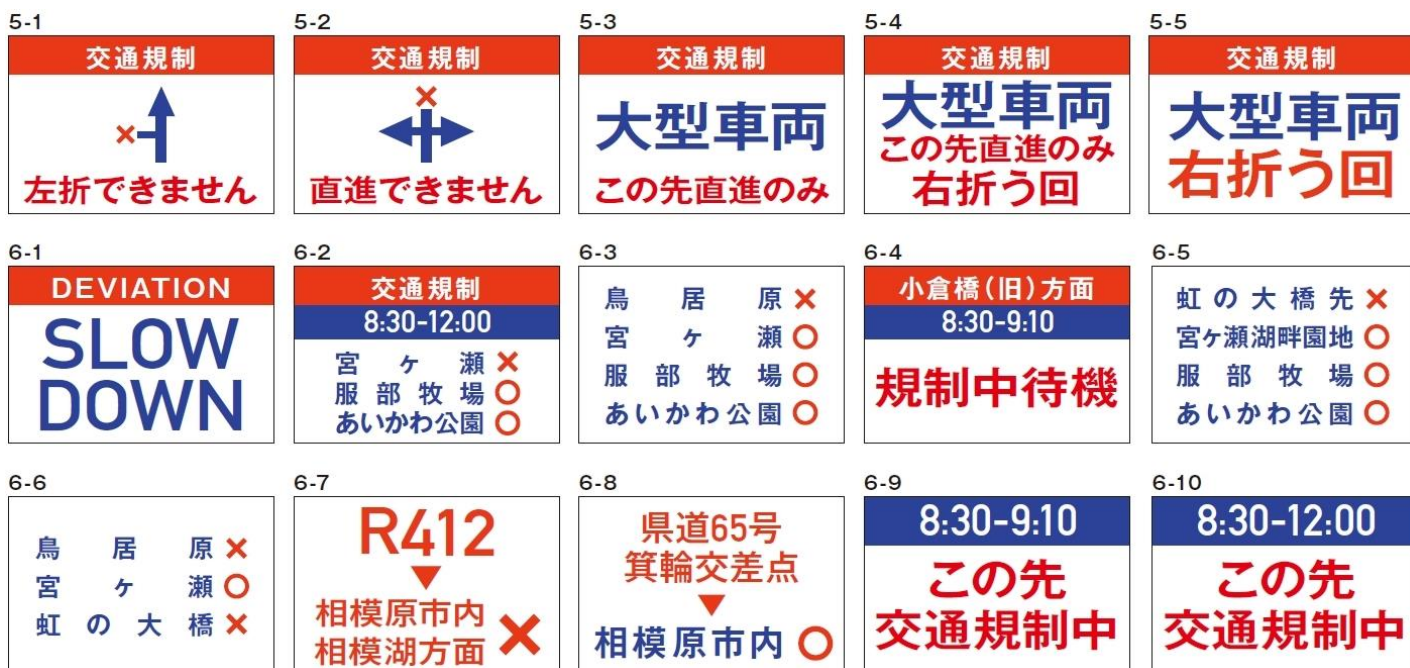 5-1
交通規制
×
左折できません
5-2
交通規制
×
直進できません
5-3
交通規制
大型車両
この先直進のみ
5-4
交通規制
大型車両
この先直進のみ
右折う回
5-5
交通規制
大型車両
右折う回
6-1
DEVIATION
SLOW
DOWN
6-2
交通規制
8:30-12:00
宮ヶ瀬 ×
服部牧場 ○
あいかわ公園 ○
6-3
鳥居原 ×
宮ヶ瀬 ○
服部牧場 ○
あいかわ公園 ○
6-4
小倉橋(旧)方面
8:30-9:10
規制中待機
6-5
虹の大橋先 ×
宮ヶ瀬湖畔園地 ○
服部牧場 ○
あいかわ公園 ○
6-6
鳥居原 ×
宮ヶ瀬 ○
虹の大橋 ×
6-7
R412
▼
相模原市内
相模湖方面 ×
6-8
県道65号
箕輪交差点
▼
相模原市内 ○
6-9
8:30-9:10
この先
交通規制中
6-10
8:30-12:00
この先
交通規制中